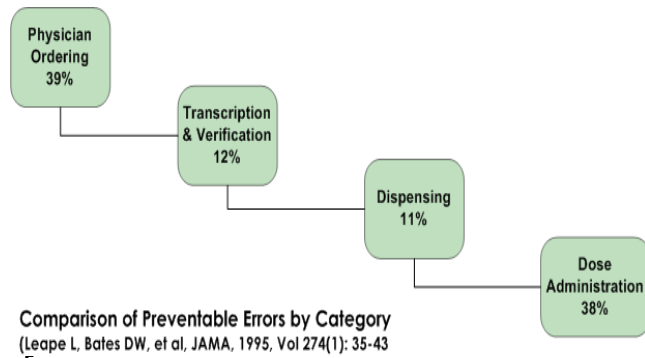 Physician
Ordering
39%
Transcription
& Verification
12%
Dispensing
11%
Dose
Administration
38%
Comparison of Preventable Errors by Category
(Leape L, Bates DW, et al, JAMA, 1995, Vol 274(1): 35-43